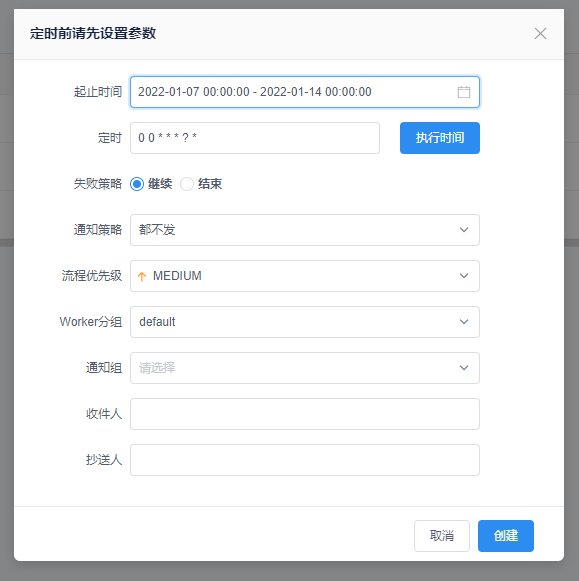 定时前请先设置参数
起止时间 2022-01-07 00:00:00 - 2022-01-14 00:00:00
定时 0 0 * * * ? * 执行时间
失败策略 继续 结束
通知策略 都不发
流程优先级 MEDIUM
Worker分组 default
通知组 请选择
收件人
抄送人
取消 创建